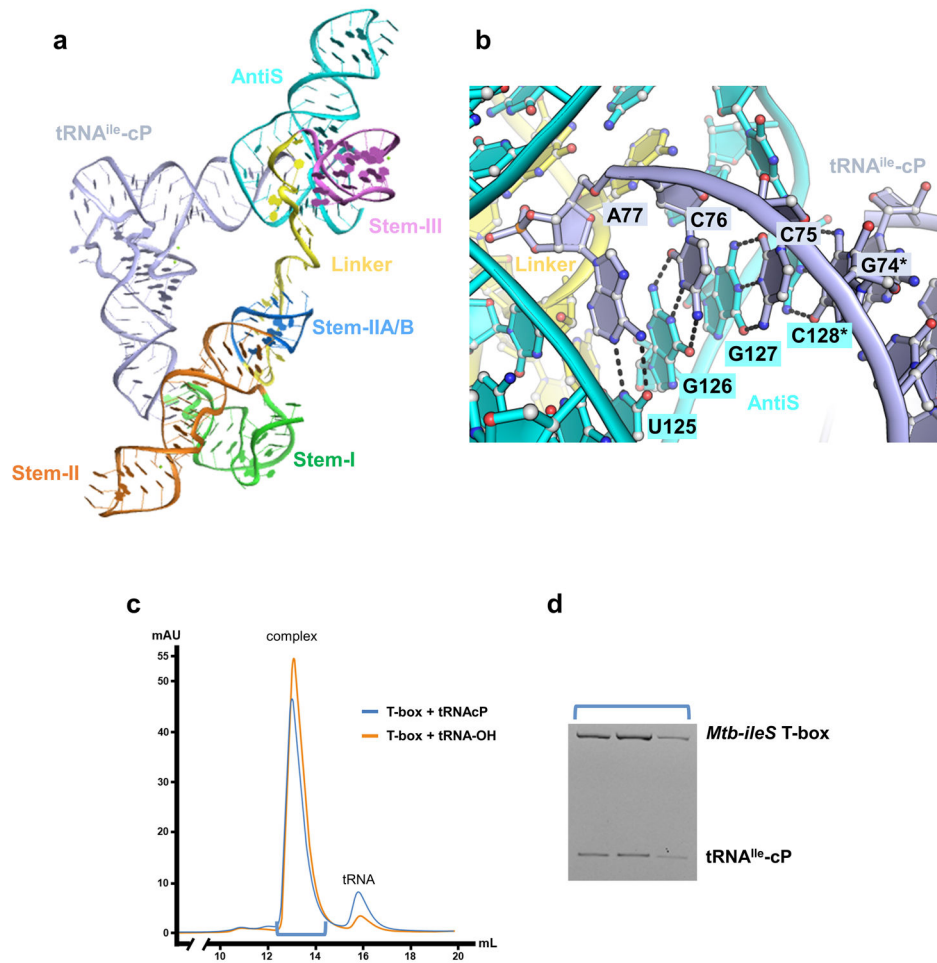 a
AntiS
tRNAile-cP
Stem-III
Linker
Stem-IIA/B
Stem-II
Stem-I
b
tRNAile-cP
A77
C76
C75
G74*
Linker
G127
C128*
G126
AntiS
U125
c
mAU
complex
55
50
40
30
20
10
0
T-box + tRNAcP
T-box + tRNA-OH
tRNA
10 12 14 16 18 20 mL
d
Mtb-ileS T-box
tRNAIle-cP